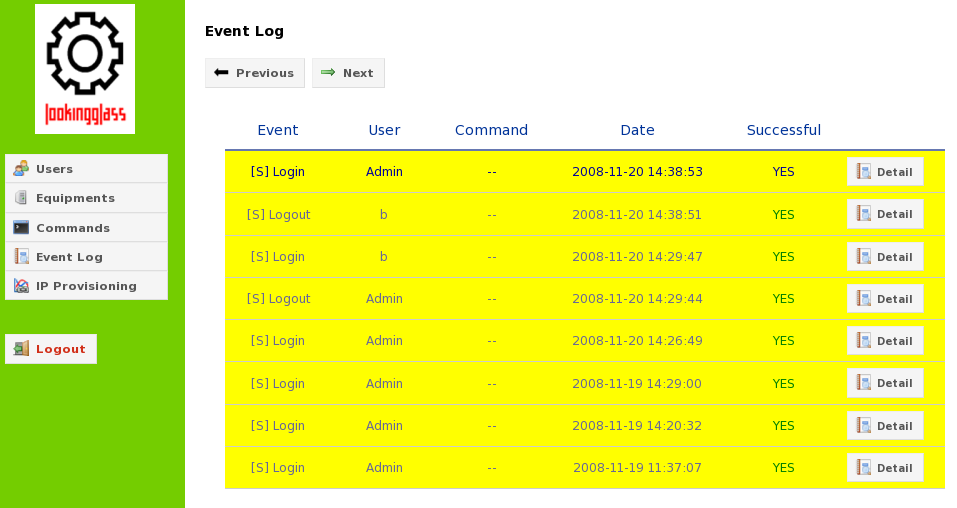 lookingglass
Users
Equipments
Commands
Event Log
IP Provisioning
Logout
Event Log
Previous Next
Event User Command Date Successful
[S] Login Admin -- 2008-11-20 14:38:53 YES Detail
[S] Logout b -- 2008-11-20 14:38:51 YES Detail
[S] Login b -- 2008-11-20 14:29:47 YES Detail
[S] Logout Admin -- 2008-11-20 14:29:44 YES Detail
[S] Login Admin -- 2008-11-20 14:26:49 YES Detail
[S] Login Admin -- 2008-11-19 14:29:00 YES Detail
[S] Login Admin -- 2008-11-19 14:20:32 YES Detail
[S] Login Admin -- 2008-11-19 11:37:07 YES Detail